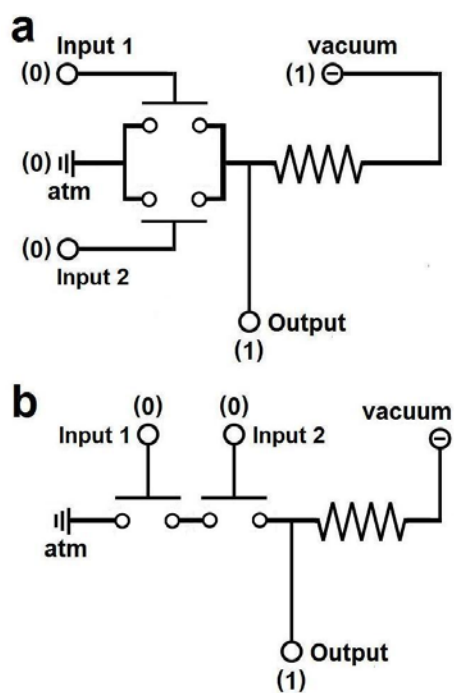 a
Input 1
vacuum
(0)
(1)
(0)
atm
(0)
Input 2
Output
(1)
b
(0) (0)
vacuum
Input 1
Input 2
atm
Output
(1)